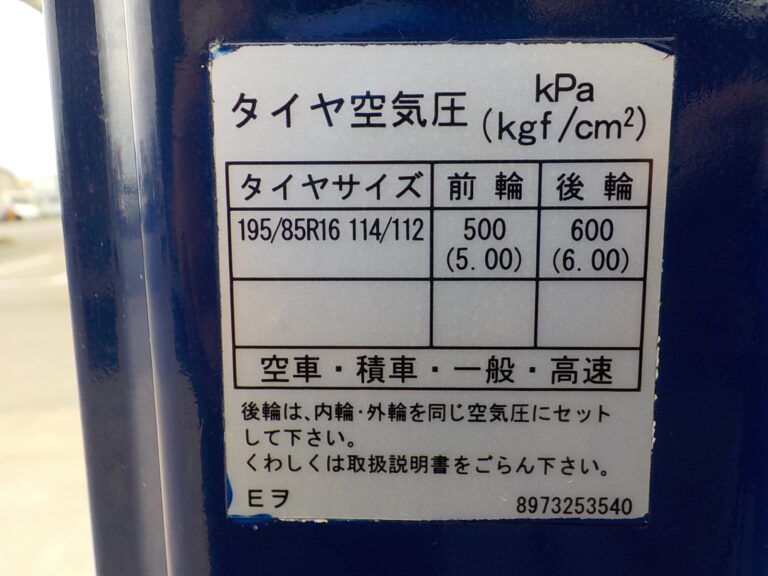 タイヤ空気圧 kPa
(kgf/cm²)
タイヤサイズ 前輪 後輪
195/85R16 114/112 500 600
(5.00) (6.00)
空車・積車・一般・高速
後輪は、内輪・外輪を同じ空気圧にセット
して下さい。
くわしくは取扱説明書をごらん下さい。
Eヲ 8973253540